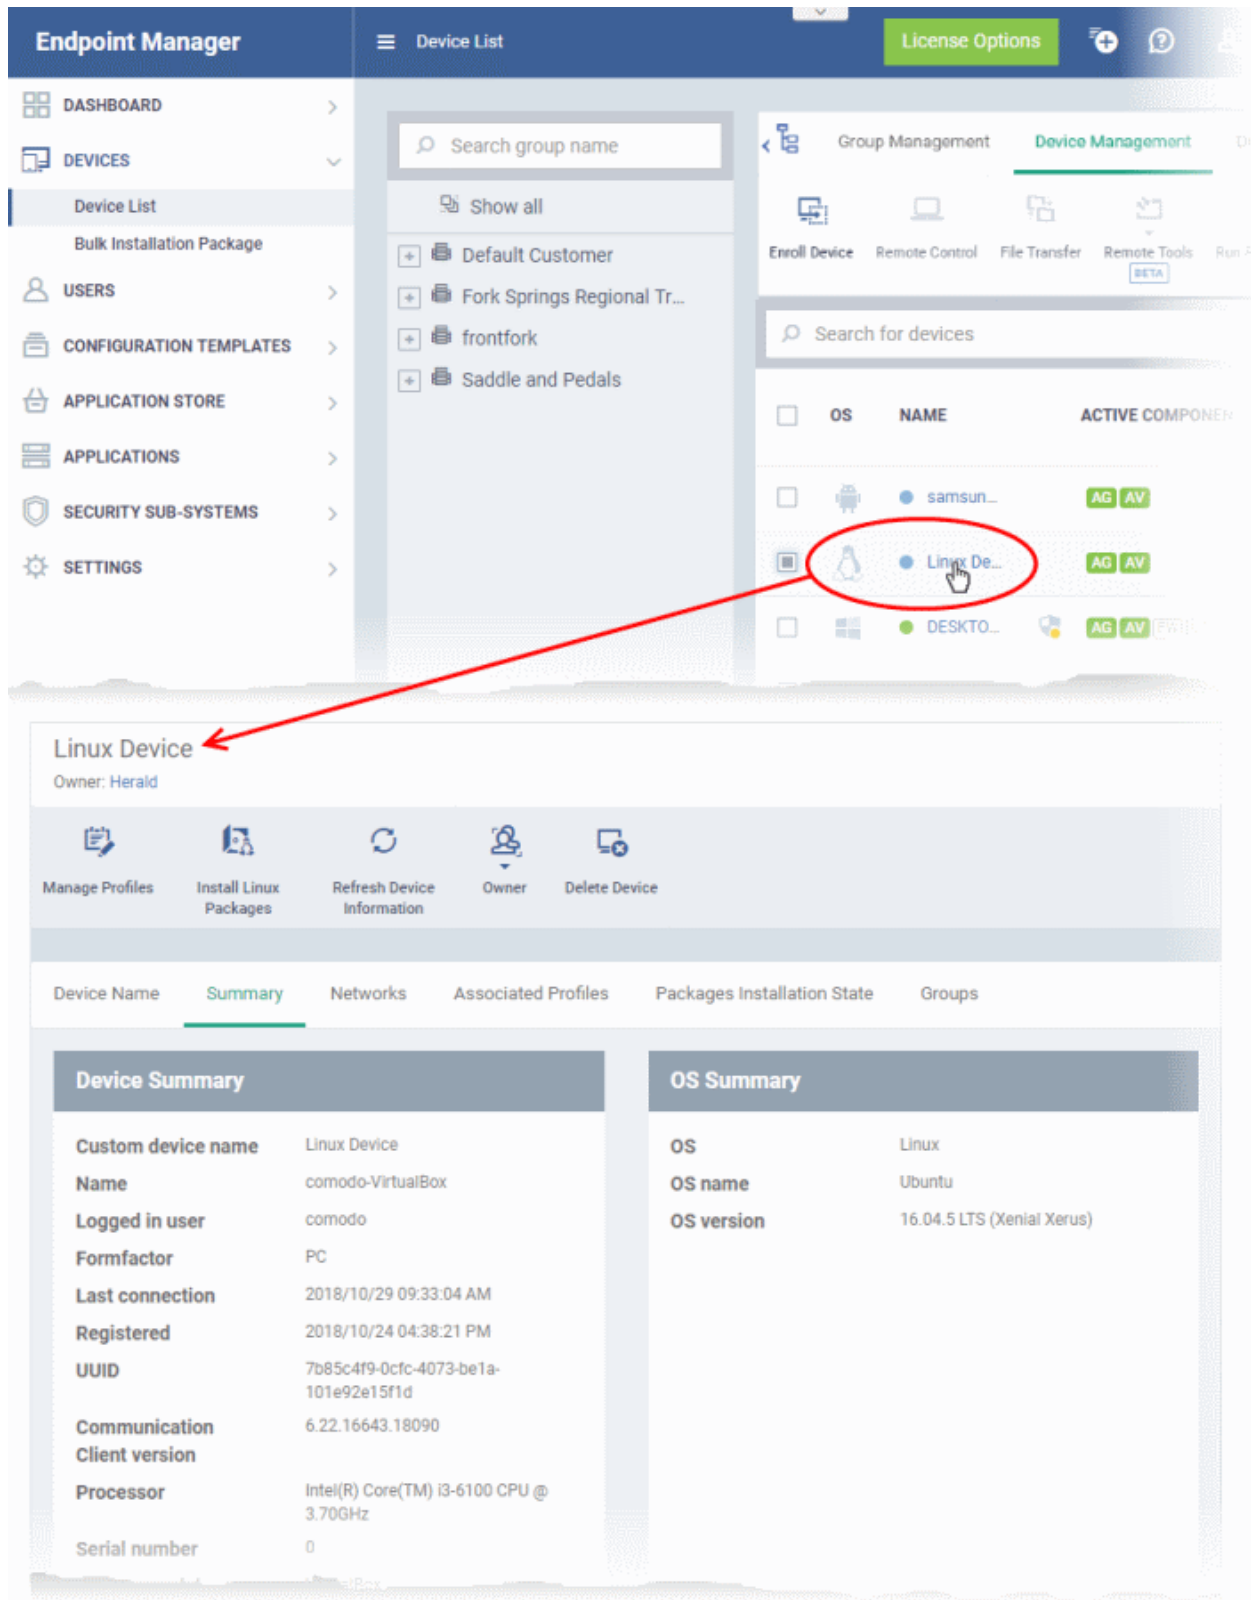 Endpoint Manager
Device List
License Options
DASHBOARD
DEVICES
Device List
Bulk Installation Package
USERS
CONFIGURATION TEMPLATES
APPLICATION STORE
APPLICATIONS
SECURITY SUB-SYSTEMS
SETTINGS
Search group name
Show all
Default Customer
Fork Springs Regional Tr...
frontfork
Saddle and Pedals
Group Management Device Management
Enroll Device Remote Control File Transfer Remote Tools Run
BETA
Search for devices
OS NAME ACTIVE COMPONEN
samsun... AG AV
Linux De... AG AV
DESKTO... AG AV
Linux Device
Owner: Herald
Manage Profiles
Install Linux
Packages
Refresh Device
Information
Owner
Delete Device
Device Name Summary Networks Associated Profiles Packages Installation State Groups
Device Summary
Custom device name Linux Device
Name comodo-VirtualBox
Logged in user comodo
Formfactor PC
Last connection 2018/10/29 09:33:04 AM
Registered 2018/10/24 04:38:21 PM
UUID 7b85c4f9-0cfc-4073-be1a-
101e92e15f1d
Communication 6.22.16643.18090
Client version
Processor Intel(R) Core(TM) i3-6100 CPU @
3.70GHz
Serial number 0
OS Summary
OS Linux
OS name Ubuntu
OS version 16.04.5 LTS (Xenial Xerus)